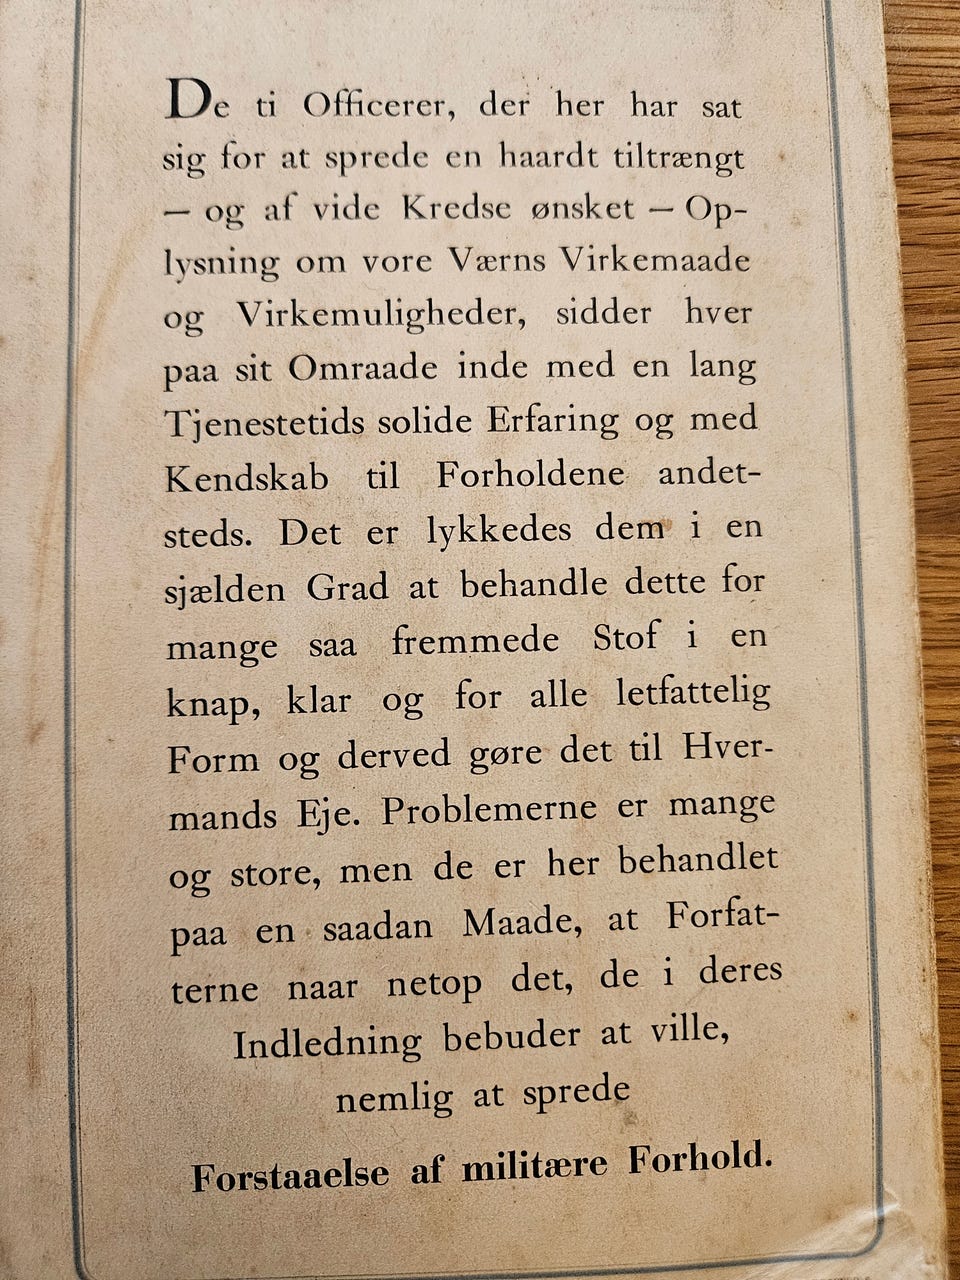 De ti Officerer, der her har sat
sig for at sprede en haardt tiltrængt
— og af vide Kredse ønsket — Op-
lysning om vore Værns Virkemaade
og Virkemuligheder, sidder hver
paa sit Omraade inde med en lang
Tjenestetids solide Erfaring og med
Kendskab til Forholdene andet-
steds. Det er lykkedes dem i en
sjælden Grad at behandle dette for
mange saa fremmede Stof i en
knap, klar og for alle letfattelig
Form og derved gøre det til Hver-
mands Eje. Problemerne er mange
og store, men de er her behandlet
paa en saadan Maade, at Forfat-
terne naar netop det, de i deres
Indledning bebuder at ville,
nemlig at sprede
Forstaaelse af militære Forhold.